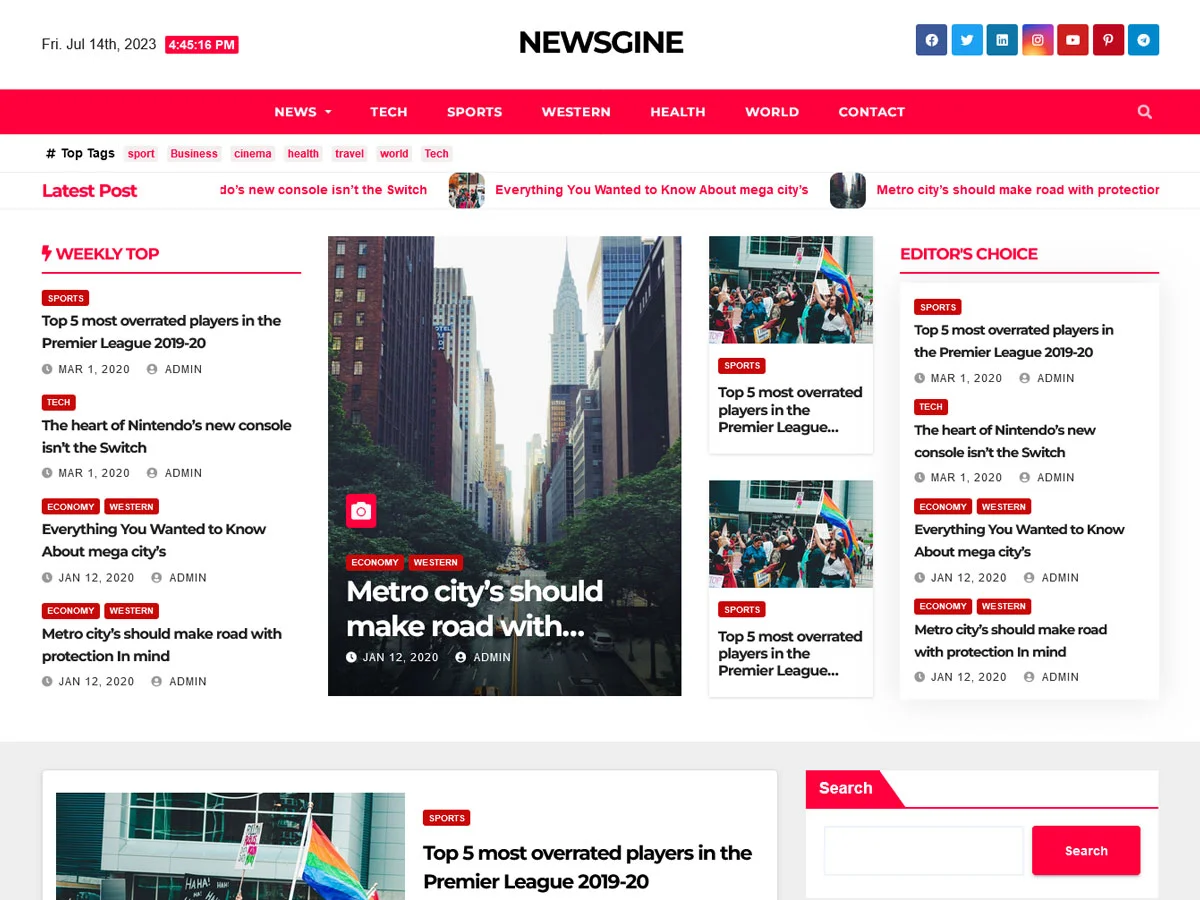 Fri. Jul 14th, 2023 4:45:16 PM
NEWSGINE
NEWS TECH SPORTS WESTERN HEALTH WORLD CONTACT
# Top Tags sport Business cinema health travel world Tech
Latest Post
do’s new console isn’t the Switch
Everything You Wanted to Know About mega city’s
Metro city’s should make road with protection
WEEKLY TOP
SPORTS
Top 5 most overrated players in the
Premier League 2019-20
MAR 1, 2020 ADMIN
TECH
The heart of Nintendo’s new console
isn’t the Switch
MAR 1, 2020 ADMIN
ECONOMY WESTERN
Everything You Wanted to Know
About mega city’s
JAN 12, 2020 ADMIN
ECONOMY WESTERN
Metro city’s should make road with
protection In mind
JAN 12, 2020 ADMIN
ECONOMY WESTERN
Metro city’s should
make road with...
JAN 12, 2020 ADMIN
SPORTS
Top 5 most overrated
players in the
Premier League...
SPORTS
Top 5 most overrated
players in the
Premier League...
EDITOR'S CHOICE
SPORTS
Top 5 most overrated players in
the Premier League 2019-20
MAR 1, 2020 ADMIN
TECH
The heart of Nintendo’s new
console isn’t the Switch
MAR 1, 2020 ADMIN
ECONOMY WESTERN
Everything You Wanted to Know
About mega city’s
JAN 12, 2020 ADMIN
ECONOMY WESTERN
Metro city’s should make road
with protection In mind
JAN 12, 2020 ADMIN
HAHA!
SPORTS
Top 5 most overrated players in the
Premier League 2019-20
Search
Search